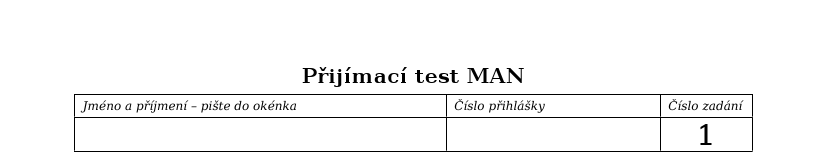 Přijímací test MAN
Jméno a příjmení – pište do okénka Číslo přihlášky Číslo zadání
1